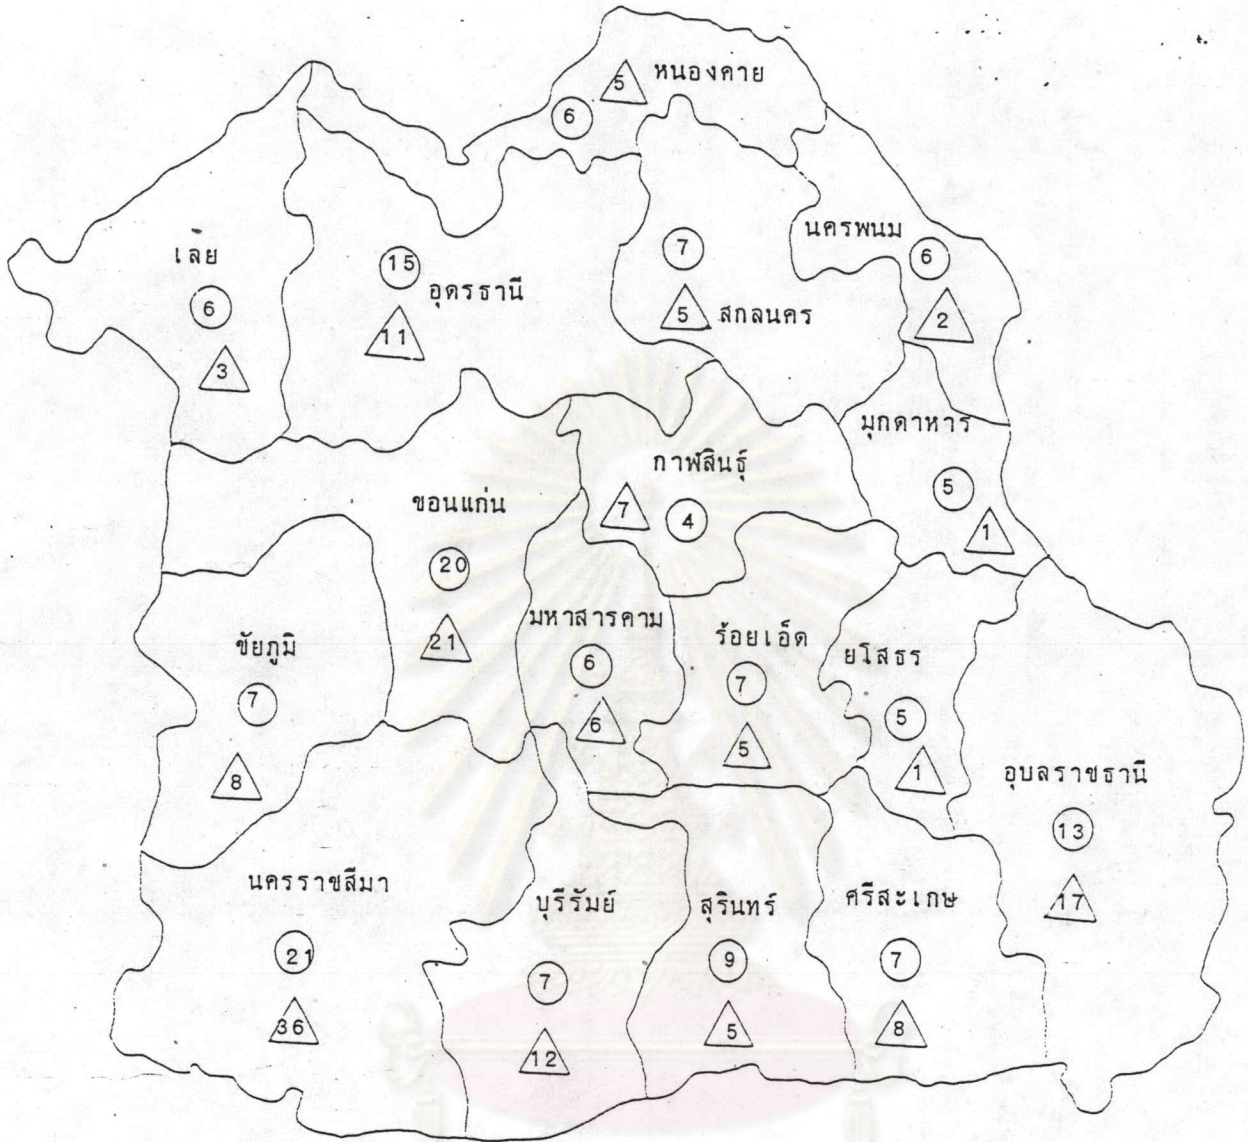 หนองคาย
5
6
นครพนม
6
2
เลย
6
3
15
อุดรธานี
11
7
5 สกลนคร
มุกดาหาร
5
1
กาฬสินธุ์
7
4
ขอนแก่น
20
21
มหาสารคาม
6
6
ร้อยเอ็ด
7
5
ยโสธร
5
1
ชัยภูมิ
7
8
อุบลราชธานี
13
17
นครราชสีมา
21
36
บุรีรัมย์
7
12
สุรินทร์
9
5
ศรีสะเกษ
7
8